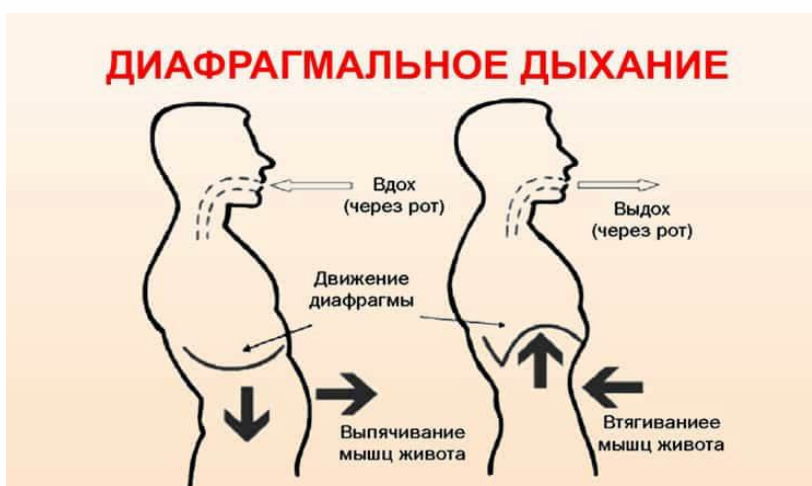 ДИАФРАГМАЛЬНОЕ ДЫХАНИЕ
Вдох
(через рот)
Выдох
(через рот)
Движение
диафрагмы
Выпячивание
мышц живота
Втягиваниее
мышц живота